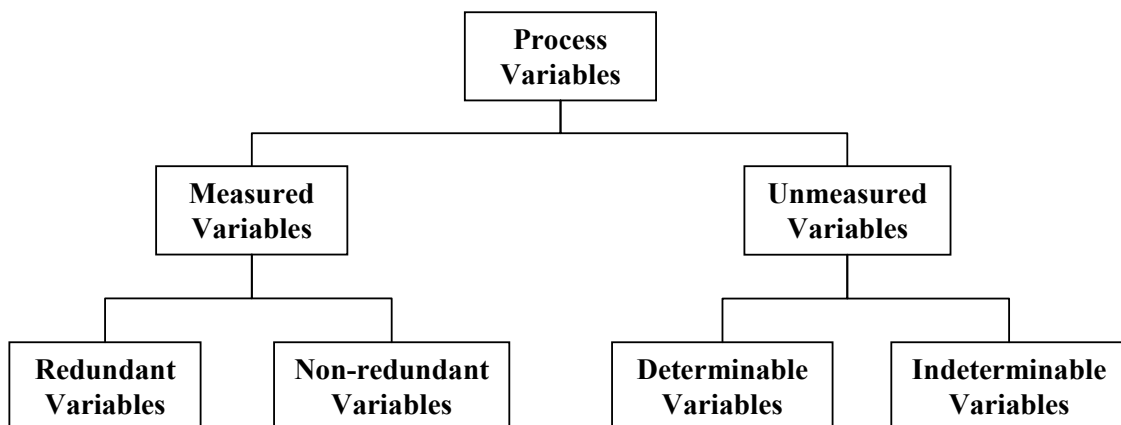 Process
Variables
Measured
Variables
Unmeasured
Variables
Redundant
Variables
Non-redundant
Variables
Determinable
Variables
Indeterminable
Variables